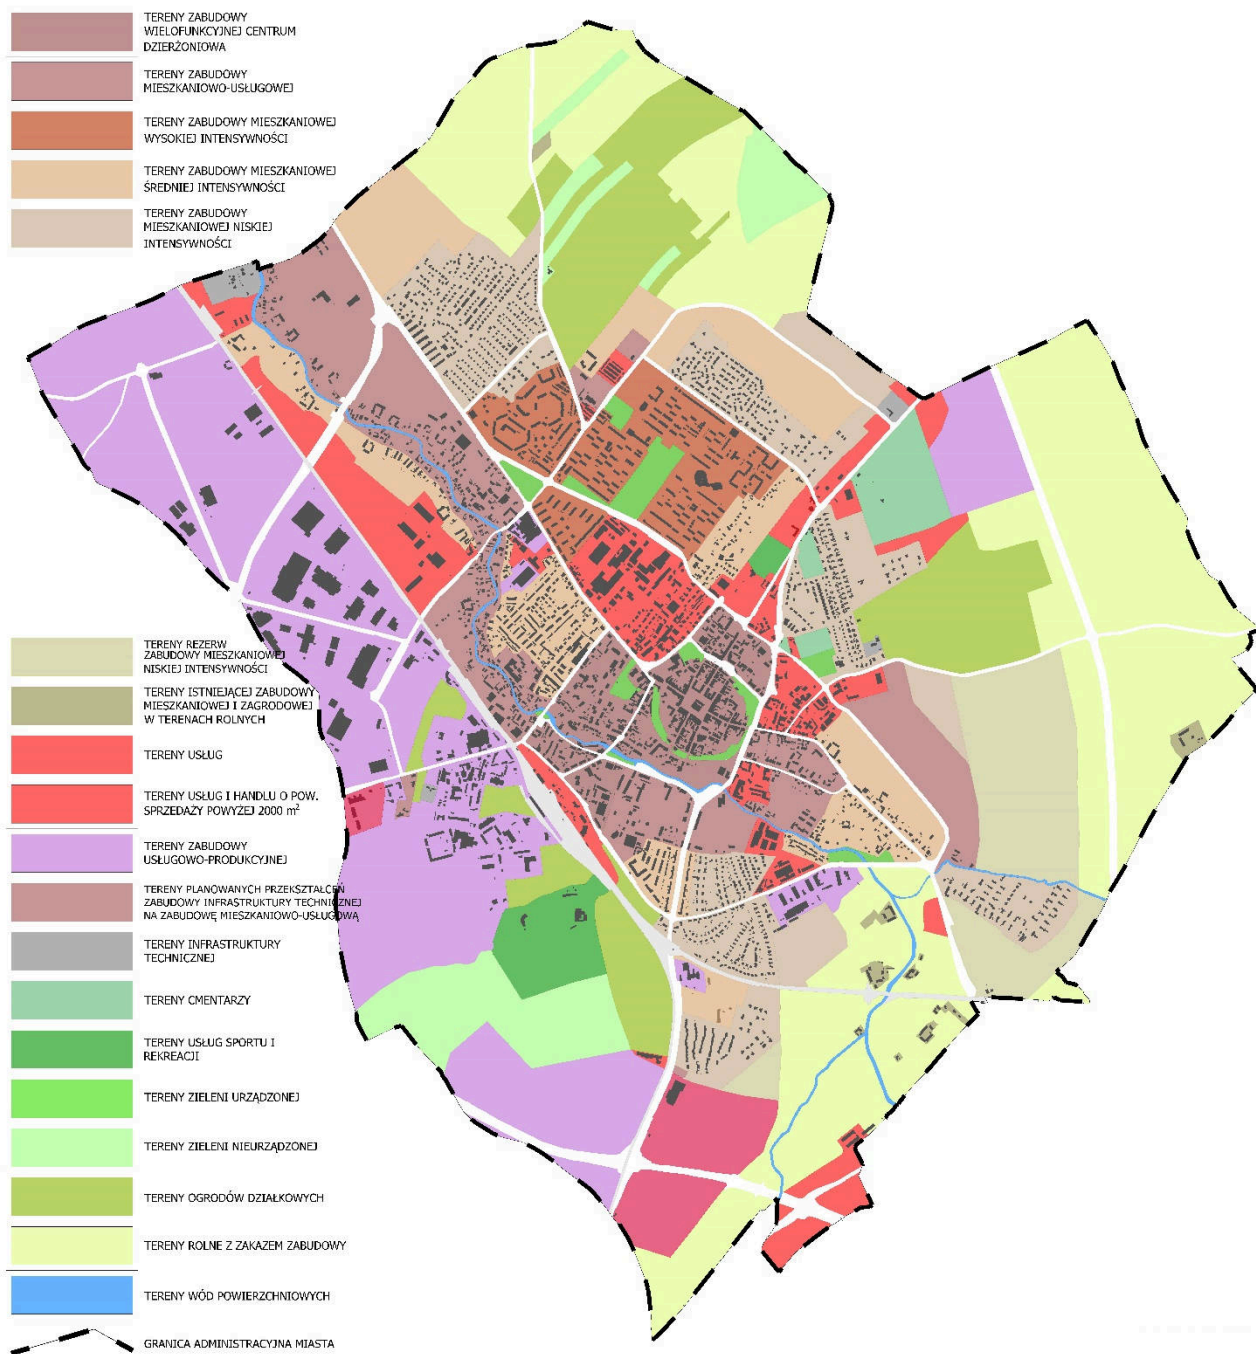 TERENY ZABUDOWY
WIELOFUNKCYJNEJ CENTRUM
DZIERŻONIOWA
TERENY ZABUDOWY
MIESZKANIOWO-USŁUGOWEJ
TERENY ZABUDOWY MIESZKANIOWEJ
WYSOKIEJ INTENSYWNOŚCI
TERENY ZABUDOWY MIESZKANIOWEJ
ŚREDNIEJ INTENSYWNOŚCI
TERENY ZABUDOWY
MIESZKANIOWEJ NISKIEJ
INTENSYWNOŚCI
TERENY REZERW
ZABUDOWY MIESZKANIOWEJ
NISKIEJ INTENSYWNOŚCI
TERENY ISTNIEJĄCEJ ZABUDOWY
MIESZKANIOWEJ I ZAGRODOWEJ
W TERENACH ROLNYCH
TERENY USŁUG
TERENY USŁUG I HANDLU O POW.
SPRZEDAŻY POWYŻEJ 2000 m²
TERENY ZABUDOWY
USŁUGOWO-PRODUKCYJNEJ
TERENY PLANOWANYCH PRZEKSZTAŁCEŃ
ZABUDOWY INFRASTRUKTURY TECHNICZNEJ
NA ZABUDOWĘ MIESZKANIOWO-USŁUGOWĄ
TERENY INFRASTRUKTURY
TECHNICZNEJ
TERENY CMENTARZY
TERENY USŁUG SPORTU I
REKREACJI
TERENY ZIELENI URZĄDZONEJ
TERENY ZIELENI NIEURZĄDZONEJ
TERENY OGRODÓW DZIAŁKOWYCH
TERENY ROLNE Z ZAKAZEM ZABUDOWY
TERENY WÓD POWIERZCHNIOWYCH
GRANICA ADMINISTRACYJNA MIASTA